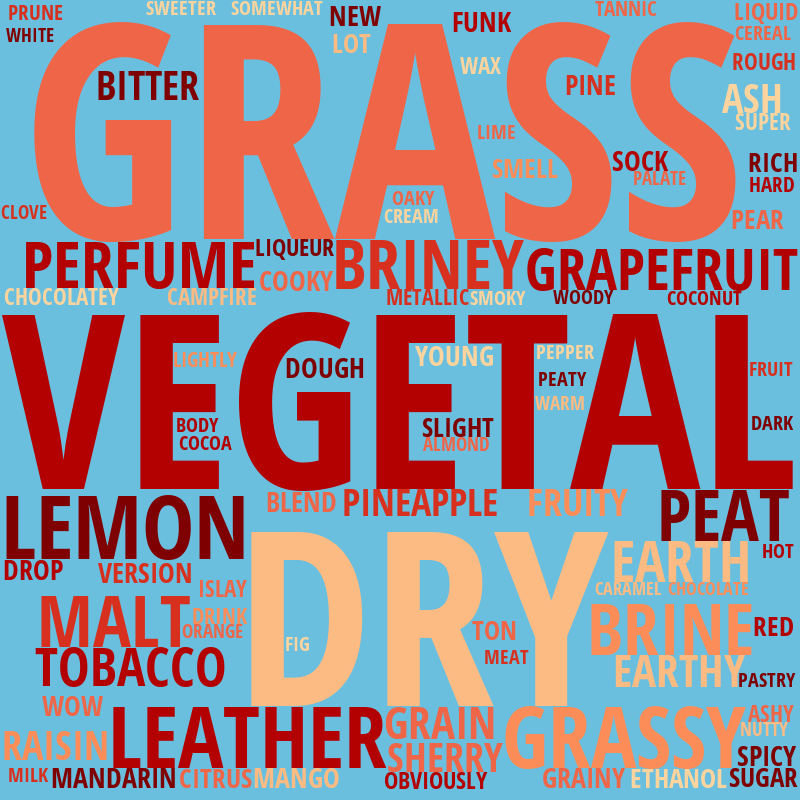 PRUNE SWEETER SOMEWHAT NEW FUNK TANNIC LIQUID
WHITE LOT CEREAL
GRASS
WAX ROUGH
BITTER PINE ASH
SUPER
LIME
SMELL SOCK RICH
PALATE HARD
OAKY
CLOVE CREAM PEAR
PERFUME LIQUEUR BRINEY GRAPEFRUIT
COOKY
CHOCOLATEY CAMPFIRE METALLIC SMOKY WOODY COCONUT
VEGETAL
LIGHTLY YOUNG PEPPER
DOUGH PEATY FRUIT
WARM
BODY SLIGHT DARK
COCOA ALMOND
LEMON BLEND PINEAPPLE FRUITY PEAT
DRY
DROP VERSION EARTH HOT
ISLAY CARAMEL CHOCOLATE
MALT DRINK BRINE
ORANGE TON RED
FIG
TOBACCO MEAT EARTHY PASTRY
WOW LEATHER GRAIN GRASSY ASHY
NUTTY
RAISIN SHERRY SPICY
MILK MANDARIN CITRUS MANGO OBVIOUSLY GRAINY ETHANOL SUGAR